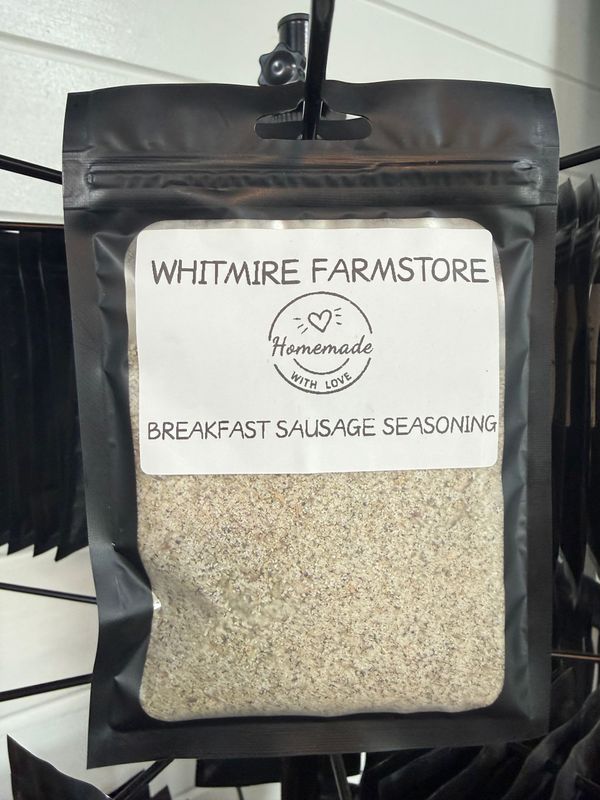 WHITMIRE FARMSTORE
Homemade
WITH LOVE
BREAKFAST SAUSAGE SEASONING